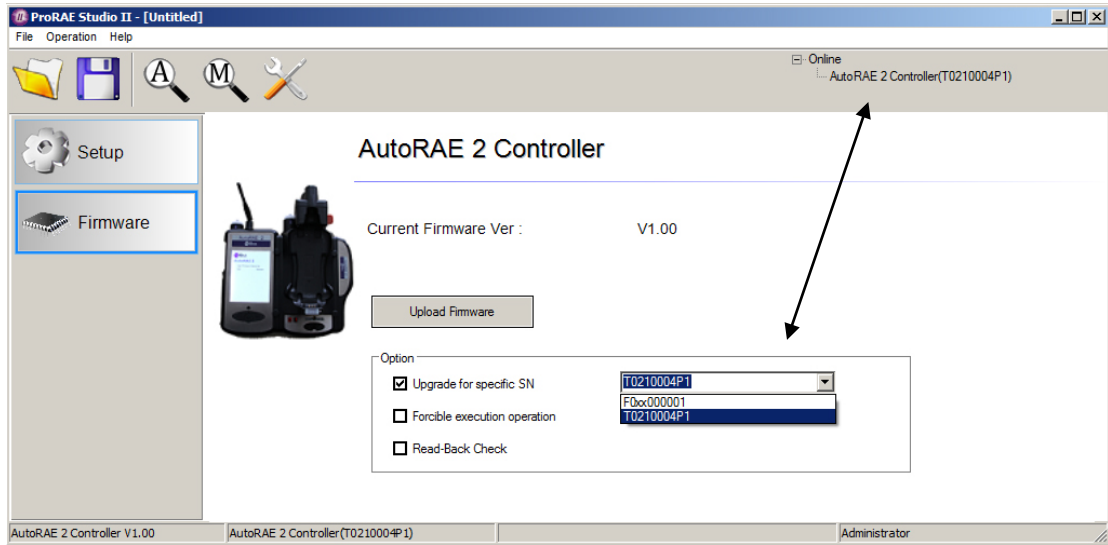 ProRAE Studio II - [Untitled]
File Operation Help
A M
Online
AutoRAE 2 Controller(T0210004P1)
Setup
Firmware
AutoRAE 2 Controller
Current Firmware Ver : V1.00
Upload Firmware
Option
Upgrade for specific SN T0210004P1
F0xx000001
T0210004P1
Forcible execution operation
Read-Back Check
AutoRAE 2 Controller V1.00 AutoRAE 2 Controller(T0210004P1) Administrator